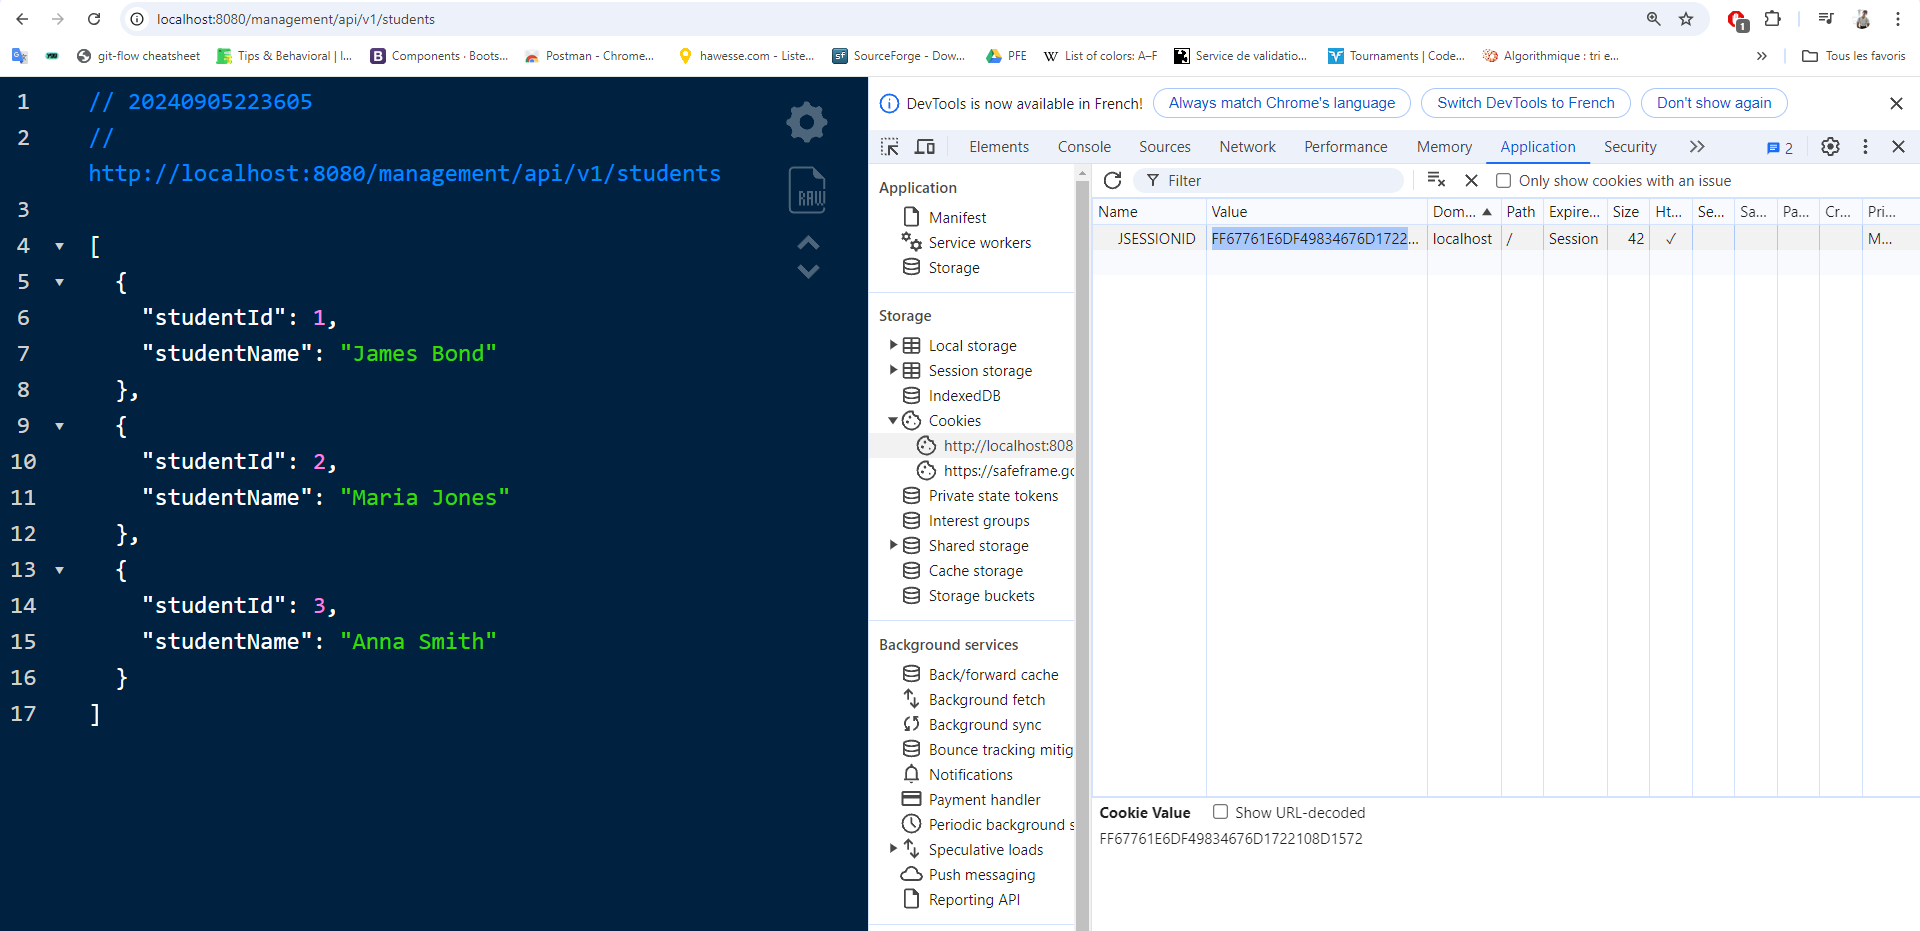 localhost:8080/management/api/v1/students
1
git-flow cheatsheet
Tips & Behavioral | I...
Components · Boots...
Postman - Chrome...
hawesse.com - Liste...
SourceForge - Dow...
PFE
List of colors: A–F
Service de validatio...
Tournaments | Code...
Algorithmique : tri e...
»
Tous les favoris
1 // 20240905223605
2 //
http://localhost:8080/management/api/v1/students
3
4 [
5 {
6 "studentId": 1,
7 "studentName": "James Bond"
8 },
9 {
10 "studentId": 2,
11 "studentName": "Maria Jones"
12 },
13 {
14 "studentId": 3,
15 "studentName": "Anna Smith"
16 }
17 ]
RAW
DevTools is now available in French!
Always match Chrome's language
Switch DevTools to French
Don't show again
Elements
Console
Sources
Network
Performance
Memory
Application
Security
2
Application
Manifest
Service workers
Storage
Storage
Local storage
Session storage
IndexedDB
Cookies
http://localhost:808
https://safeframe.gc
Private state tokens
Interest groups
Shared storage
Cache storage
Storage buckets
Background services
Back/forward cache
Background fetch
Background sync
Bounce tracking mitig
Notifications
Payment handler
Periodic background s
Speculative loads
Push messaging
Reporting API
Filter
Only show cookies with an issue
Name Value Dom... Path Expire... Size Ht... Se... Sa... Pa... Cr... Pri...
JSESSIONID FF67761E6DF49834676D1722... localhost / Session 42 ✓ M...
Cookie Value Show URL-decoded
FF67761E6DF49834676D1722108D1572